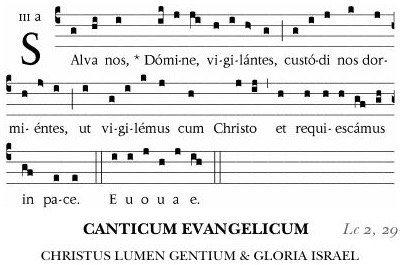 III a
SAlva nos, * Dómi-ne, vi-gi-lántes, custó-di nos dor-
mi-éntes, ut vi-gi-lémus cum Christo et requi-escámus
in pa-ce. E u o u a e.
CANTICUM EVANGELICUM Lc 2, 29
CHRISTUS LUMEN GENTIUM & GLORIA ISRAEL